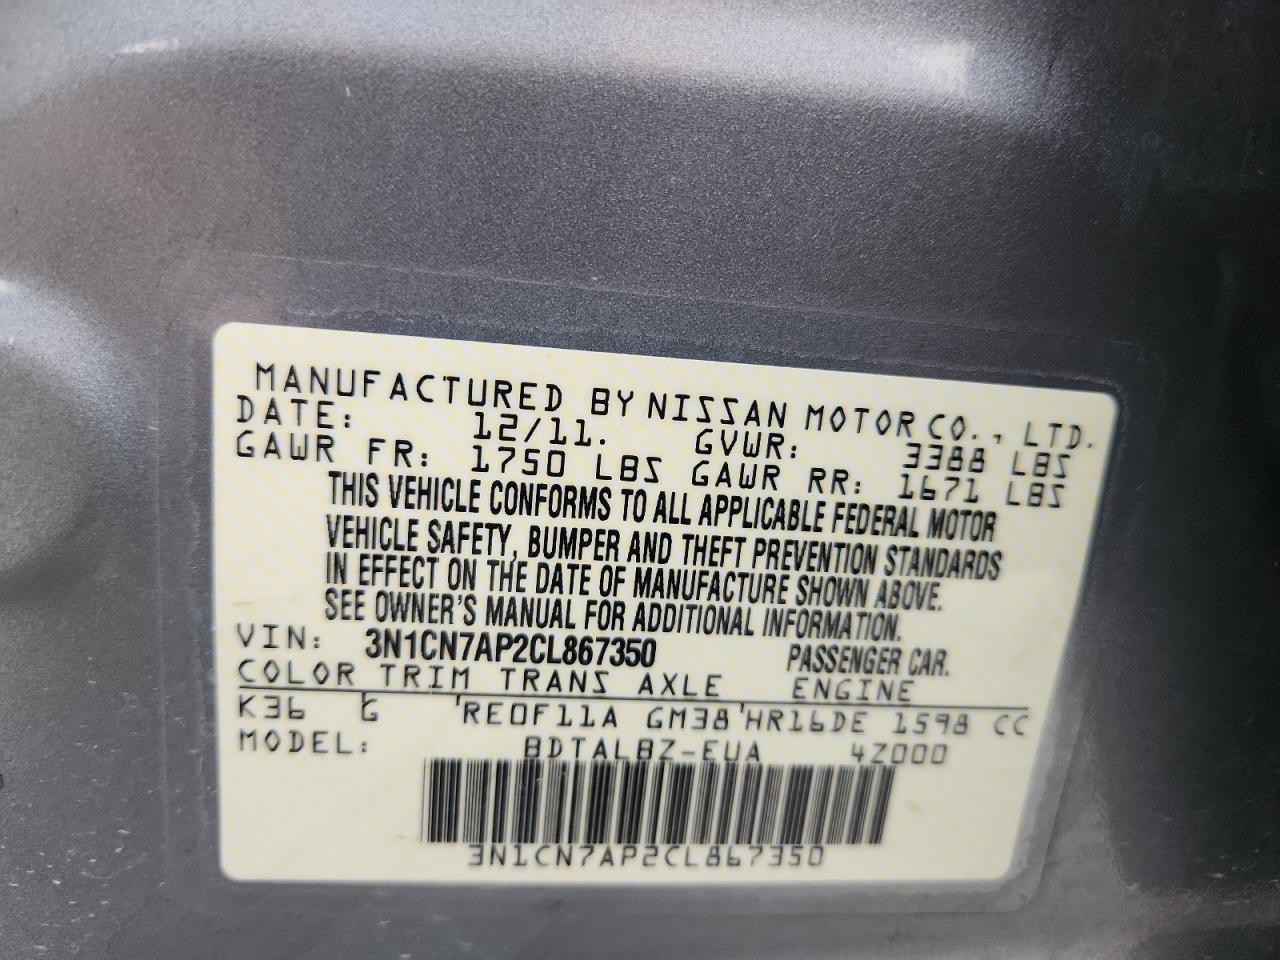 MANUFACTURED BY NISSAN MOTOR CO., LTD.
DATE: 12/11. GVWR: 3388 LBS
GAWR FR: 1750 LBS GAWR RR: 1671 LBS
THIS VEHICLE CONFORMS TO ALL APPLICABLE FEDERAL MOTOR
VEHICLE SAFETY, BUMPER AND THEFT PREVENTION STANDARDS
IN EFFECT ON THE DATE OF MANUFACTURE SHOWN ABOVE.
SEE OWNER'S MANUAL FOR ADDITIONAL INFORMATION.
VIN: 3N1CN7AP2CL867350 PASSENGER CAR.
COLOR TRIM TRANS AXLE ENGINE
K36 G 'RE0F11A GM38'HR16DE 1598 CC
MODEL: BDTALBZ-EUA 4Z000
3N1CN7AP2CL867350